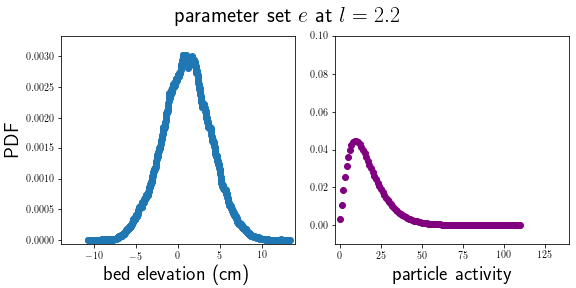 parameter set e at l = 2.2
PDF
0.0030
0.0025
0.0020
0.0015
0.0010
0.0005
0.0000
−10 −5 0 5 10
bed elevation (cm)
0.10
0.08
0.06
0.04
0.02
0.00
0 25 50 75 100 125
particle activity